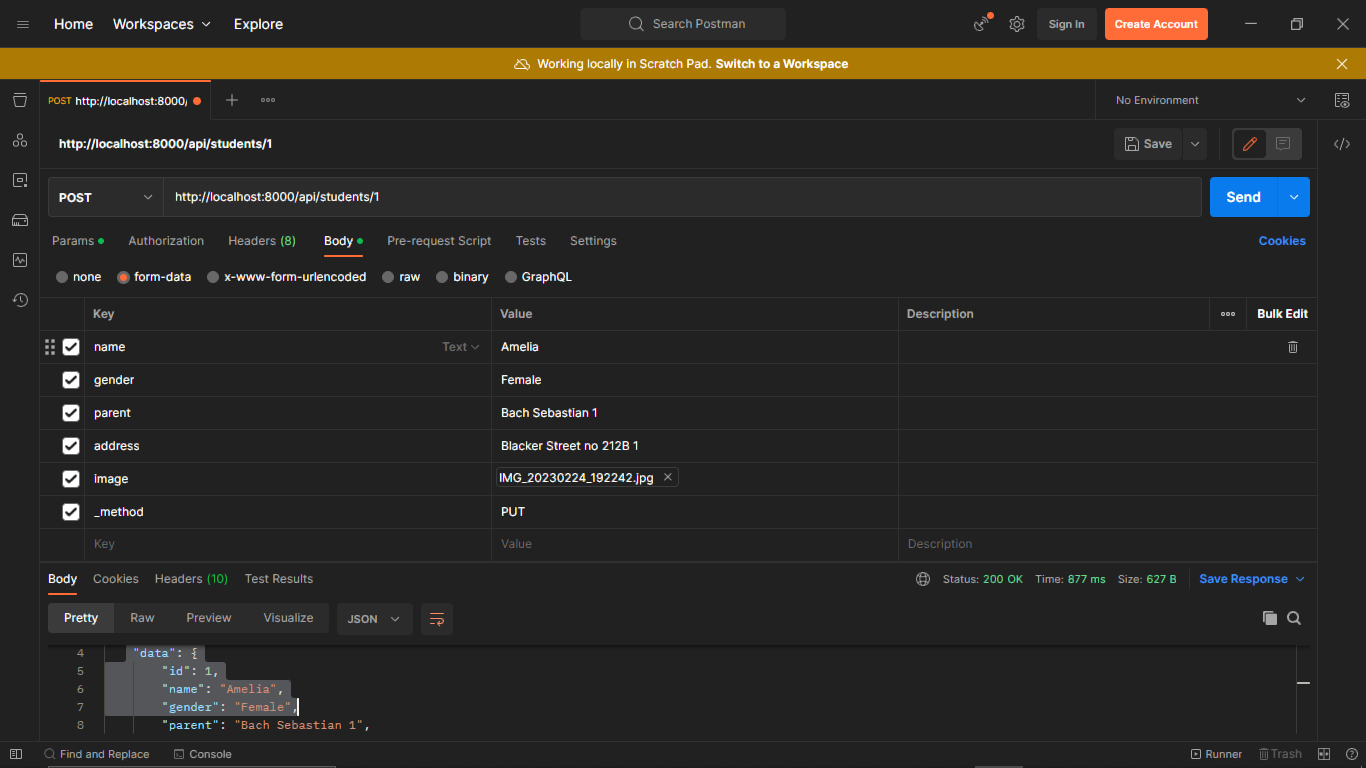 Home Workspaces Explore Search Postman Sign In Create Account
Working locally in Scratch Pad. Switch to a Workspace
POST http://localhost:8000/ No Environment
http://localhost:8000/api/students/1 Save
POST http://localhost:8000/api/students/1 Send
Params Authorization Headers (8) Body Pre-request Script Tests Settings Cookies
none form-data x-www-form-urlencoded raw binary GraphQL
Key Value Description Bulk Edit
name Text Amelia
gender Female
parent Bach Sebastian 1
address Blacker Street no 212B 1
image IMG_20230224_192242.jpg
_method PUT
Key Value Description
Body Cookies Headers (10) Test Results Status: 200 OK Time: 877 ms Size: 627 B Save Response
Pretty Raw Preview Visualize JSON
4 "data": {
5 "id": 1,
6 "name": "Amelia",
7 "gender": "Female",
8 "parent": "Bach Sebastian 1",
Find and Replace Console Runner Trash